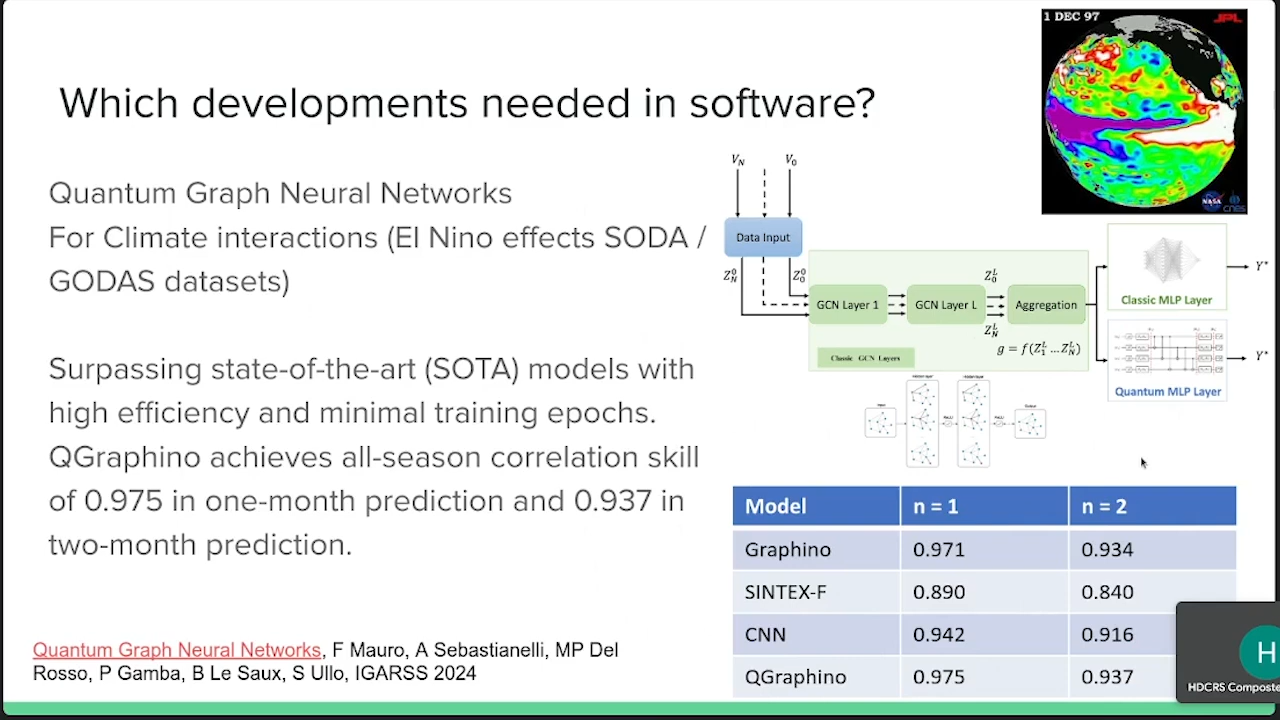 1 DEC 97
JPL
Which developments needed in software?
Quantum Graph Neural Networks
For Climate interactions (El Nino effects SODA /
GODAS datasets)
Surpassing state-of-the-art (SOTA) models with
high efficiency and minimal training epochs.
QGraphino achieves all-season correlation skill
of 0.975 in one-month prediction and 0.937 in
two-month prediction.
Quantum Graph Neural Networks, F Mauro, A Sebastianelli, MP Del
Rosso, P Gamba, B Le Saux, S Ullo, IGARSS 2024
NASA
cnes
V_N V_0
Data Input
Z_N^0 Z_0^0
GCN Layer 1
GCN Layer L
Z_0^L
Z_N^L
Aggregation
g = f(Z_1^L ...Z_N^L)
Classic GCN Layers
Classic MLP Layer
Y*
Quantum MLP Layer
Y*
Model n = 1 n = 2
Graphino 0.971 0.934
SINTEX-F 0.890 0.840
CNN 0.942 0.916
QGraphino 0.975 0.937
H
HDCRS Composte